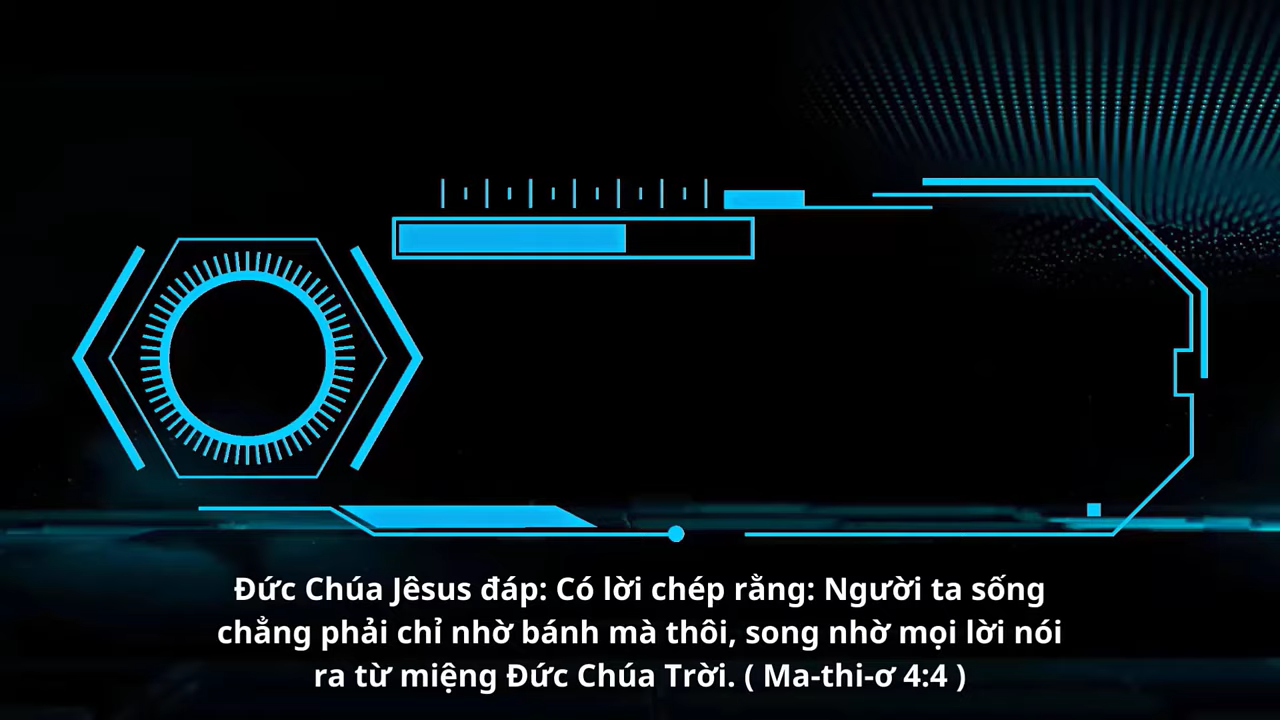 Đức Chúa Jêsus đáp: Có lời chép rằng: Người ta sống
chẳng phải chỉ nhờ bánh mà thôi, song nhờ mọi lời nói
ra từ miệng Đức Chúa Trời. ( Ma-thi-ơ 4:4 )